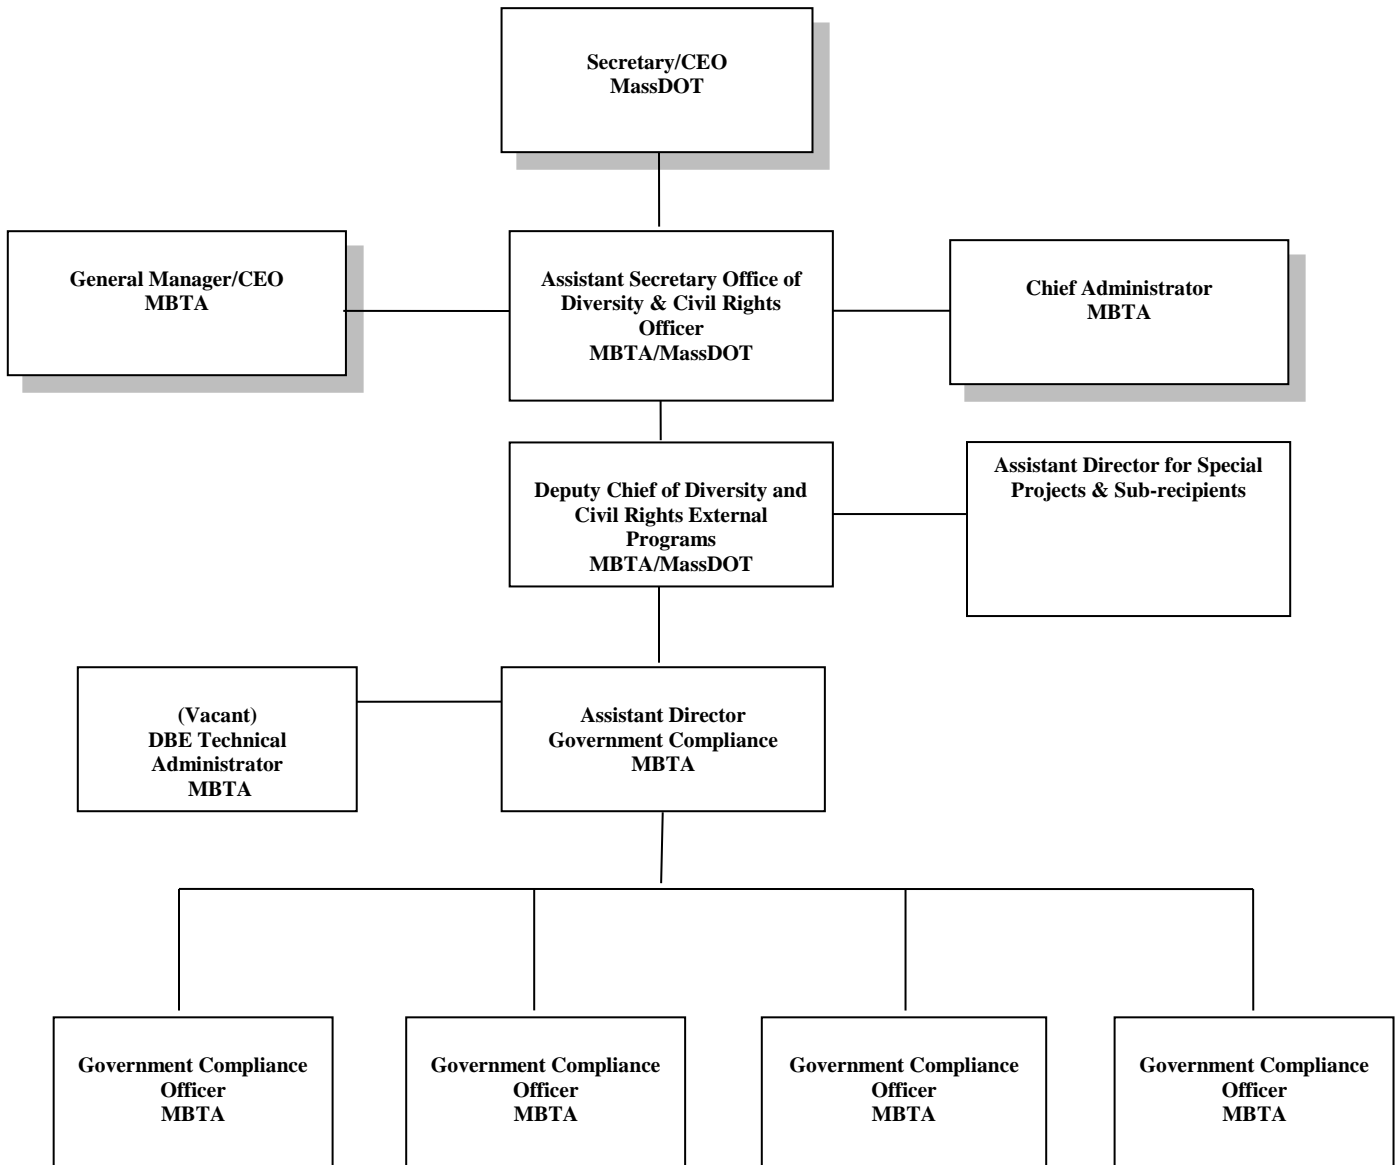 Secretary/CEO
MassDOT
General Manager/CEO
MBTA
Assistant Secretary Office of
Diversity & Civil Rights
Officer
MBTA/MassDOT
Chief Administrator
MBTA
Deputy Chief of Diversity and
Civil Rights External
Programs
MBTA/MassDOT
Assistant Director for Special
Projects & Sub-recipients
(Vacant)
DBE Technical
Administrator
MBTA
Assistant Director
Government Compliance
MBTA
Government Compliance
Officer
MBTA
Government Compliance
Officer
MBTA
Government Compliance
Officer
MBTA
Government Compliance
Officer
MBTA